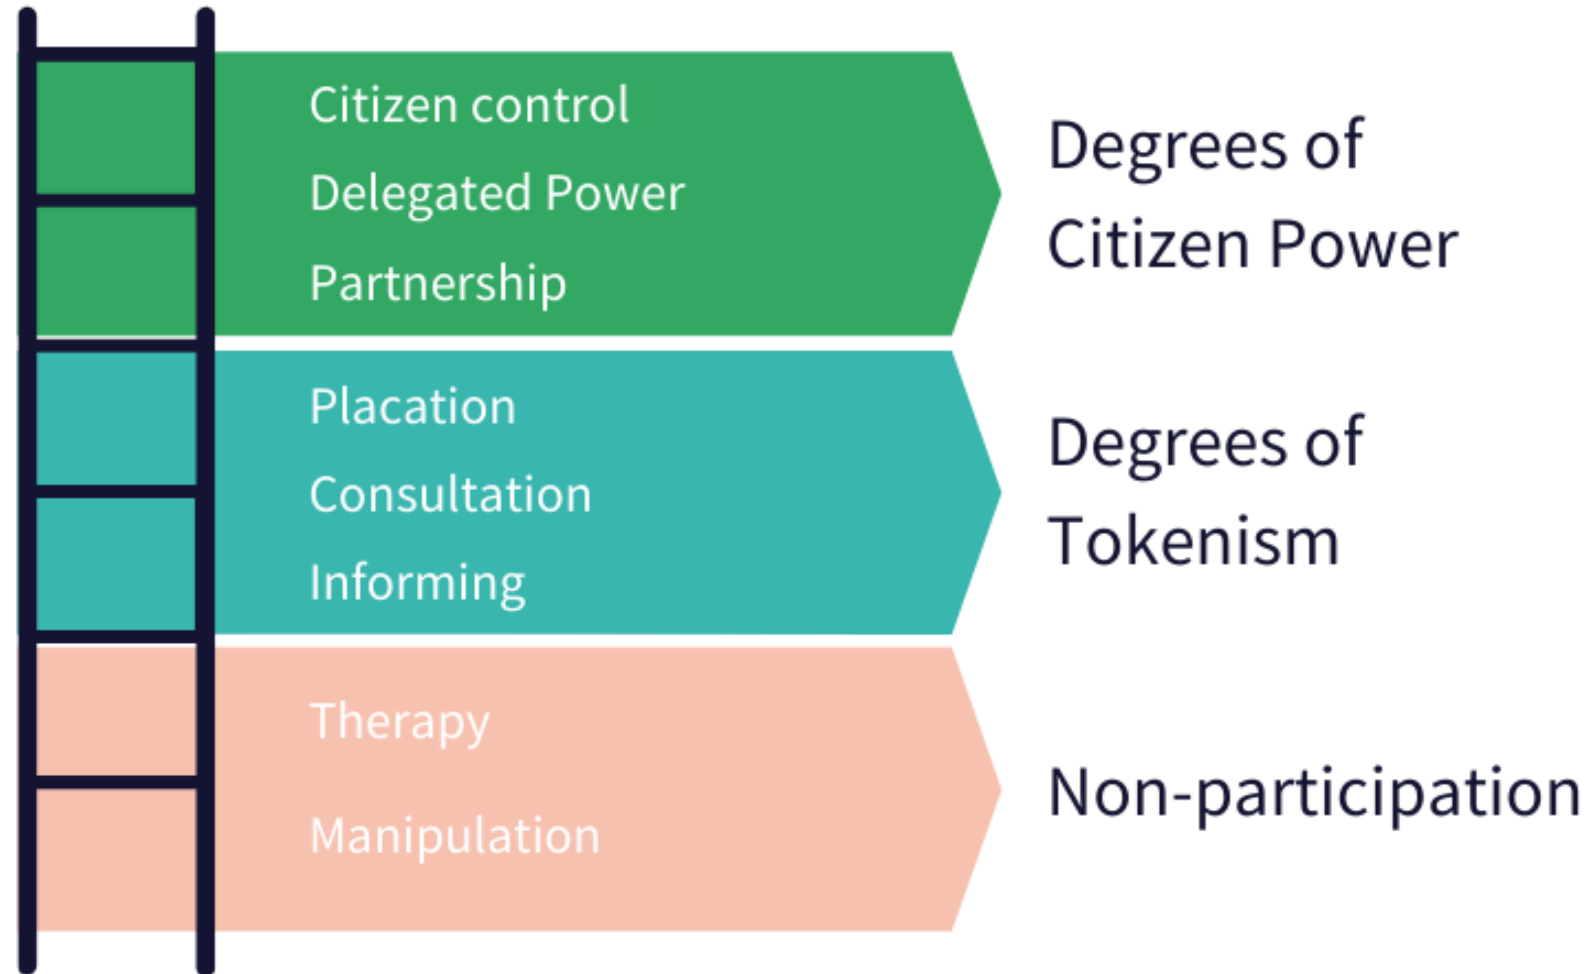 Citizen control
Delegated Power
Partnership
Degrees of
Citizen Power
Placation
Consultation
Informing
Degrees of
Tokenism
Therapy
Manipulation
Non-participation